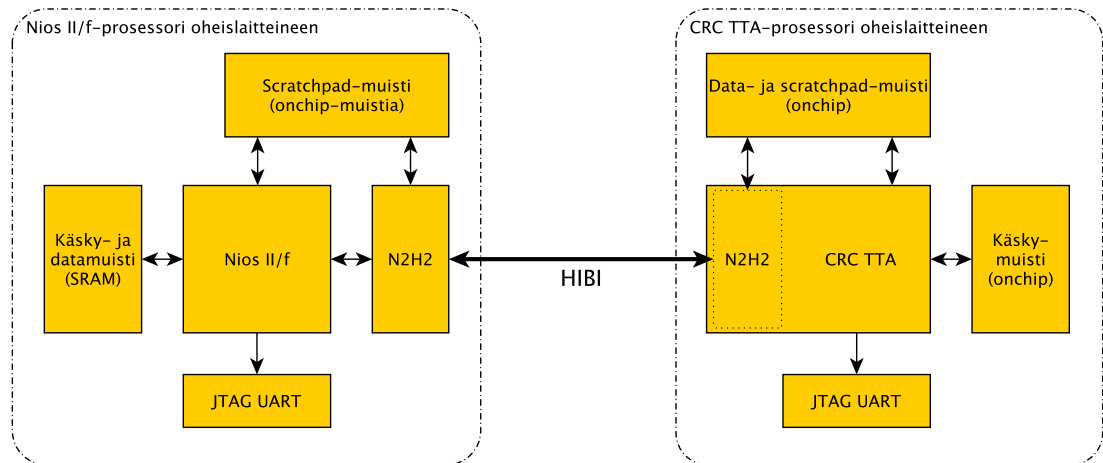 Nios II/f-prosessori oheislaitteineen
Scratchpad-muisti
(onchip-muistia)
Käsky- ja
datamuisti
(SRAM)
Nios II/f
N2H2
JTAG UART
HIBI
CRC TTA-prosessori oheislaitteineen
Data- ja scratchpad-muisti
(onchip)
N2H2
CRC TTA
Käsky-
muisti
(onchip)
JTAG UART